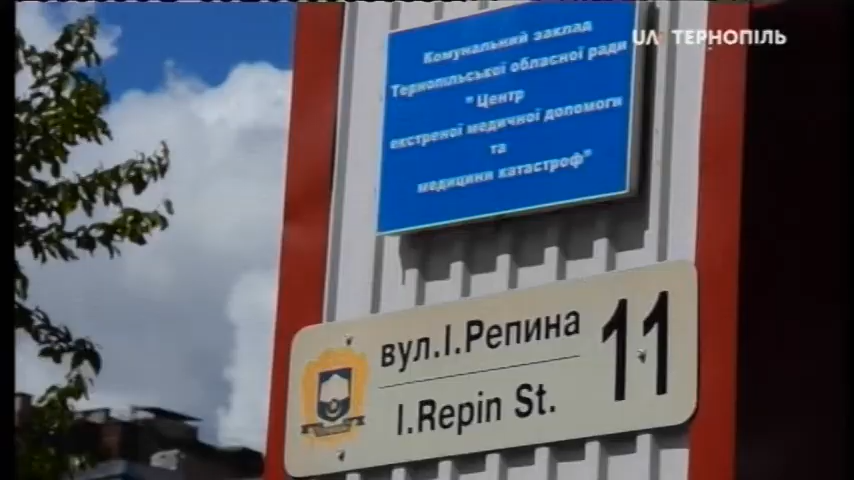 UA ТЕРНОПІЛЬ
Комунальний заклад
Тернопільської обласної ради
"Центр
екстреної медичної допомоги
та
медицини катастроф"
вул.І.Репина
I.Repin St.
11